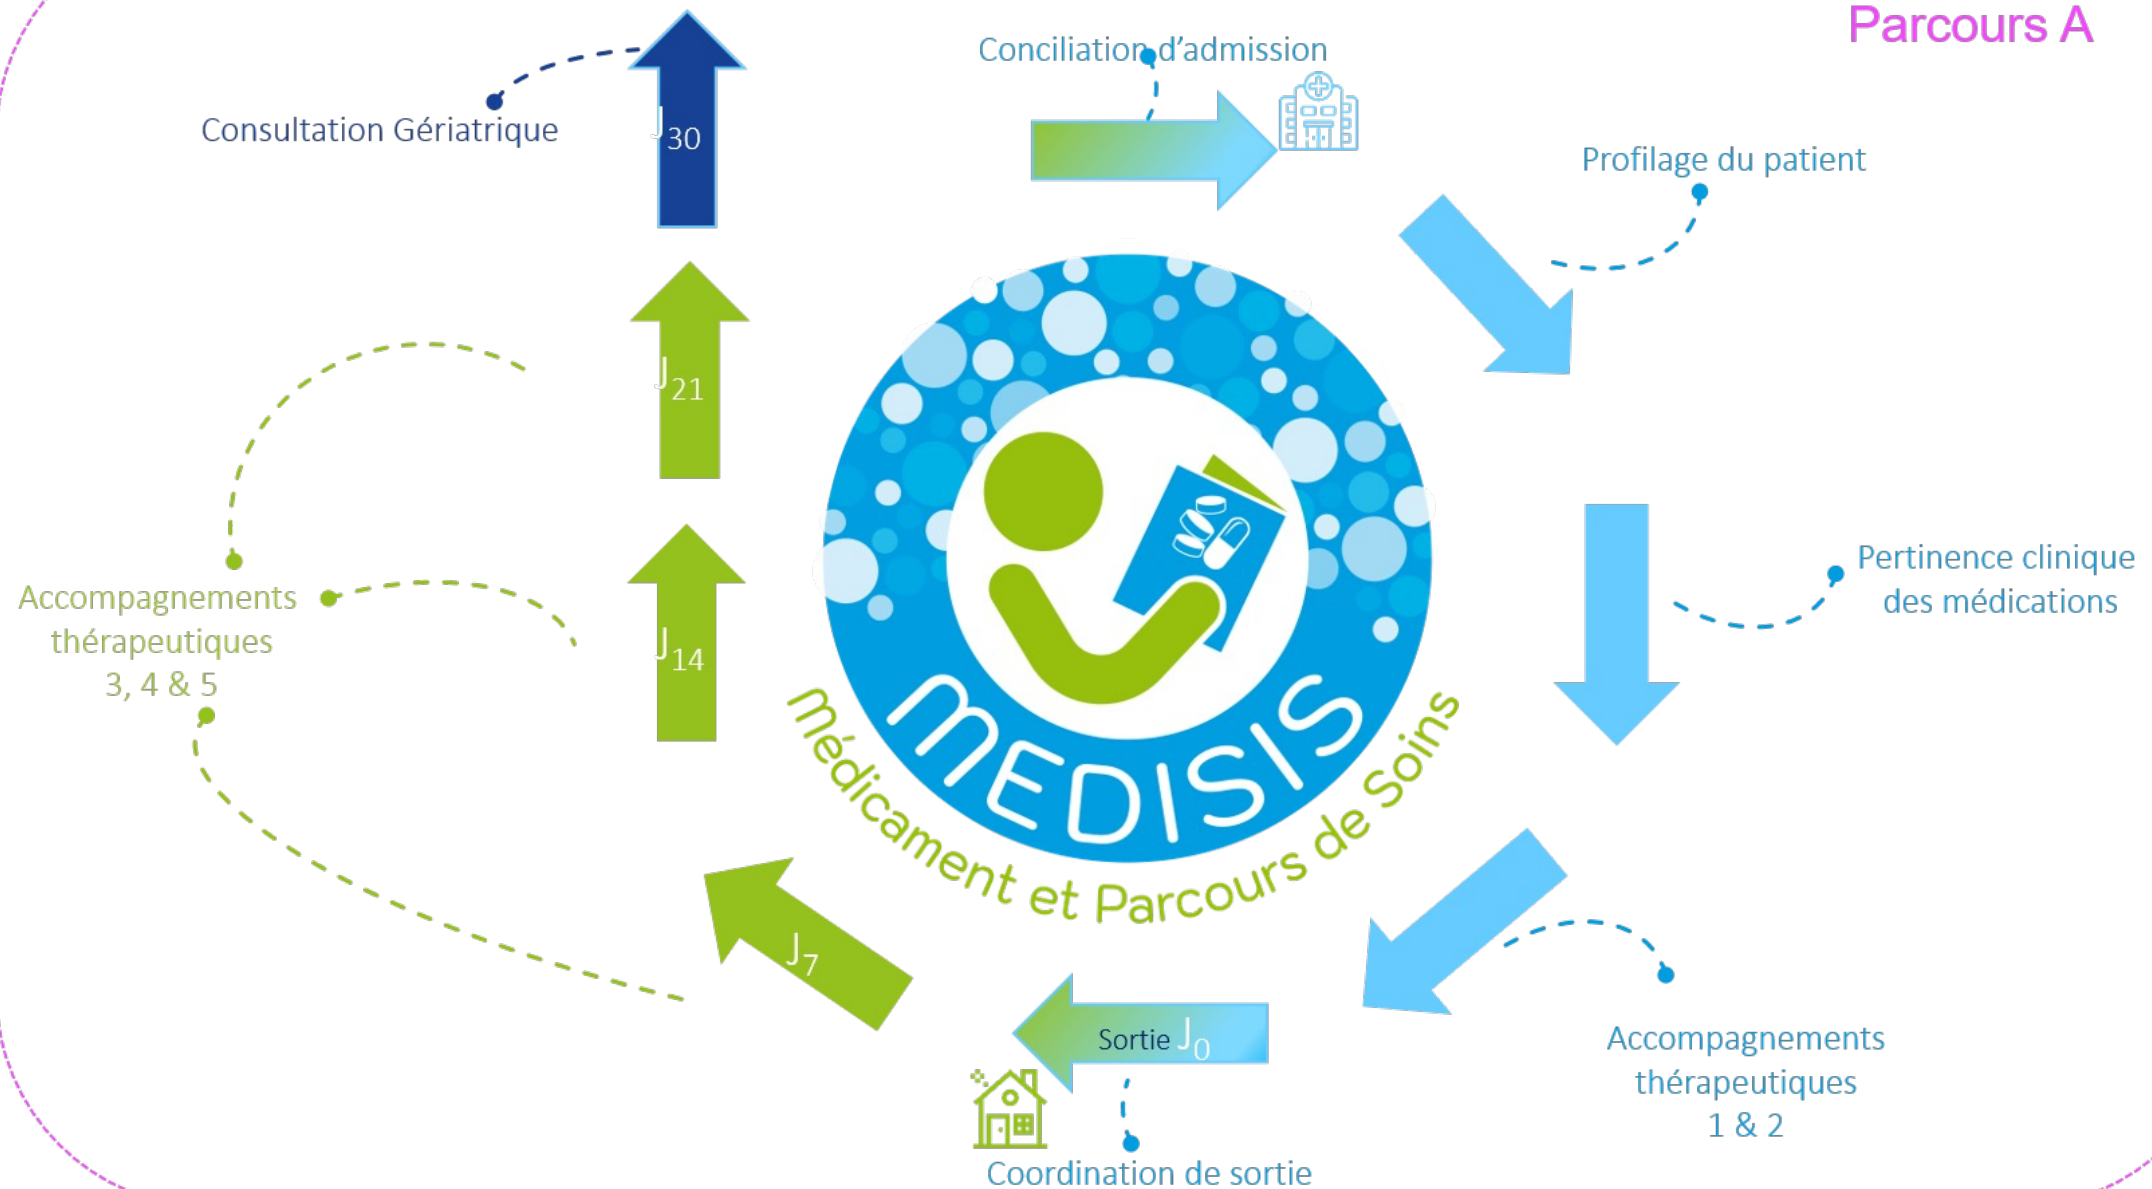 Parcours A
Conciliation d'admission
Profilage du patient
Pertinence clinique
des médications
Accompagnements
thérapeutiques
1 & 2
Sortie J0
Coordination de sortie
J7
J14
J21
Accompagnements
thérapeutiques
3, 4 & 5
J30
Consultation Gériatrique
MEDISIS
Médicament et Parcours de Soins